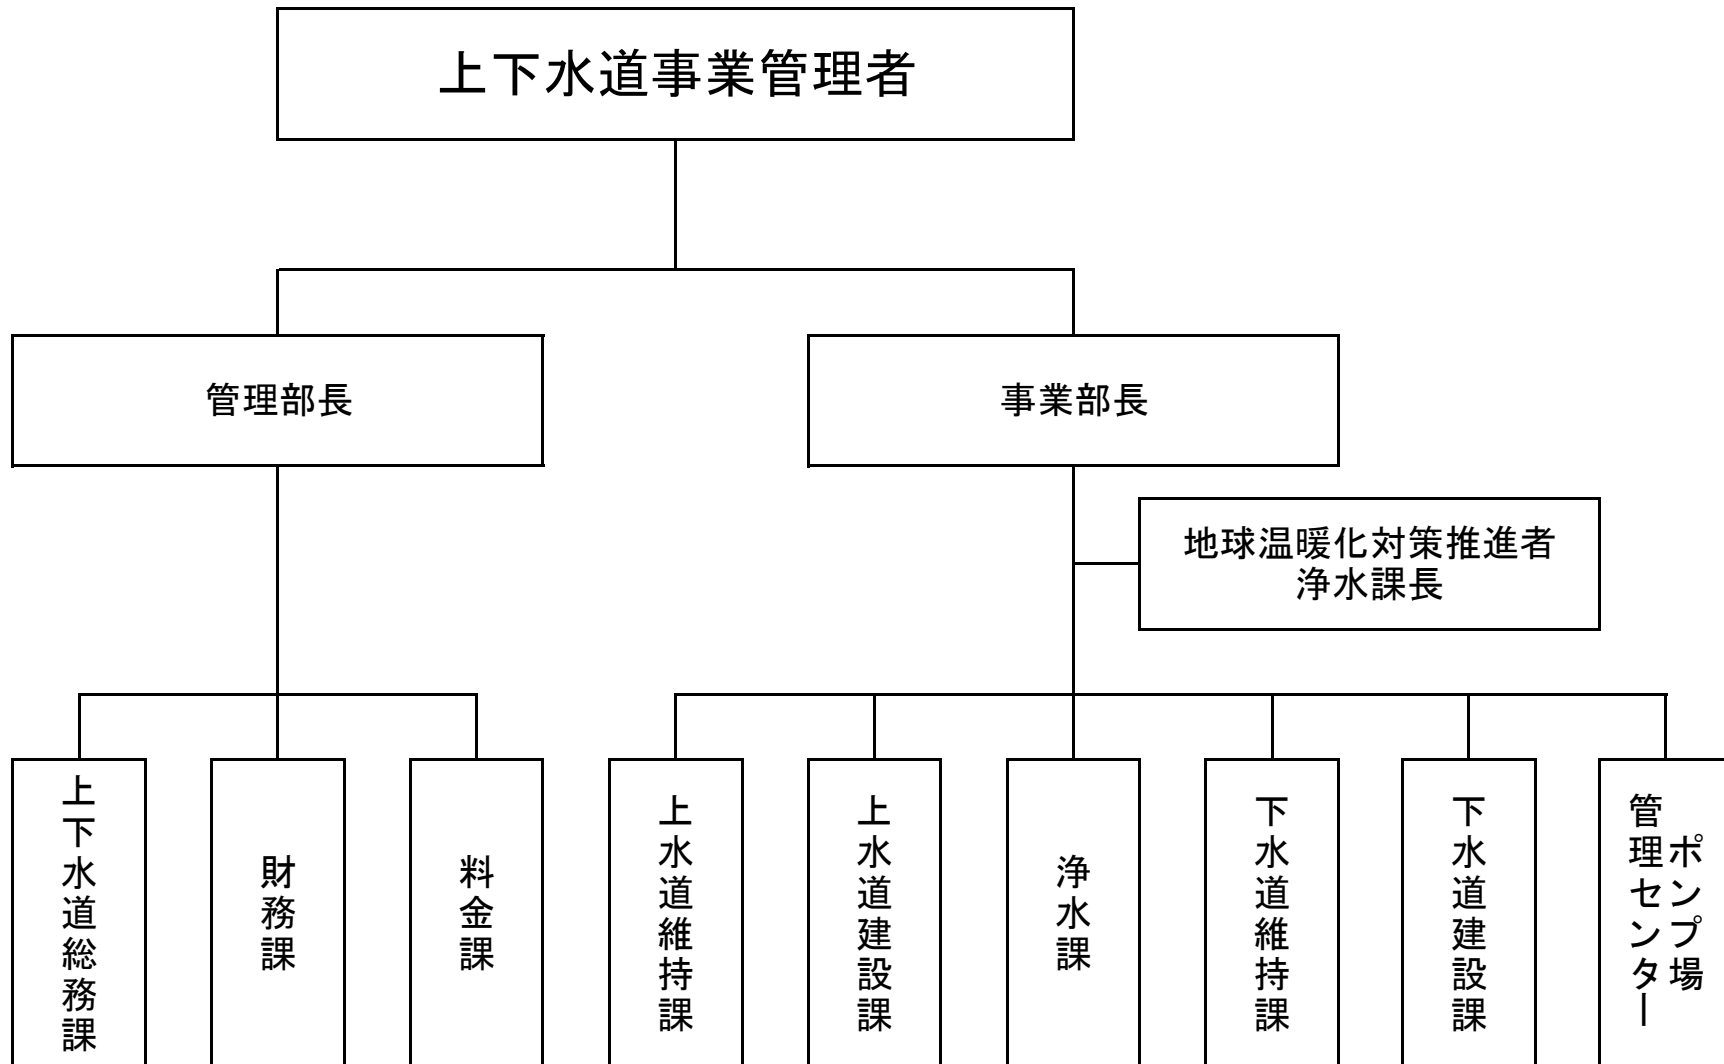 上下水道事業管理者
管理部長
事業部長
地球温暖化対策推進者
浄水課長
上下水道総務課
財務課
料金課
上水道維持課
上水道建設課
浄水課
下水道維持課
下水道建設課
ポンプ場
管理センター